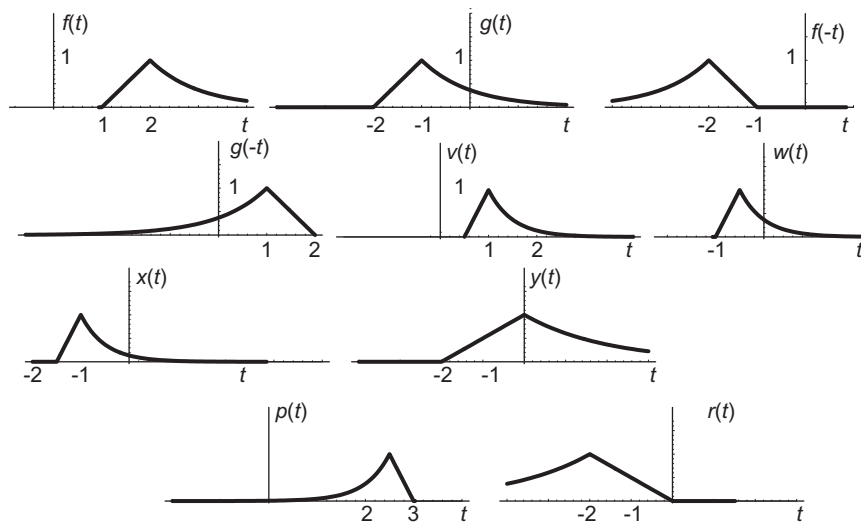 f(t) g(t) f(-t)
1 1 1
1 2 t -2 -1 t -2 -1 t
g(-t) v(t) w(t)
1 1
1 2 1 2 t -1 t
x(t) y(t)
-2 -1 t -2 -1 t
p(t) r(t)
2 3 t -2 -1 t